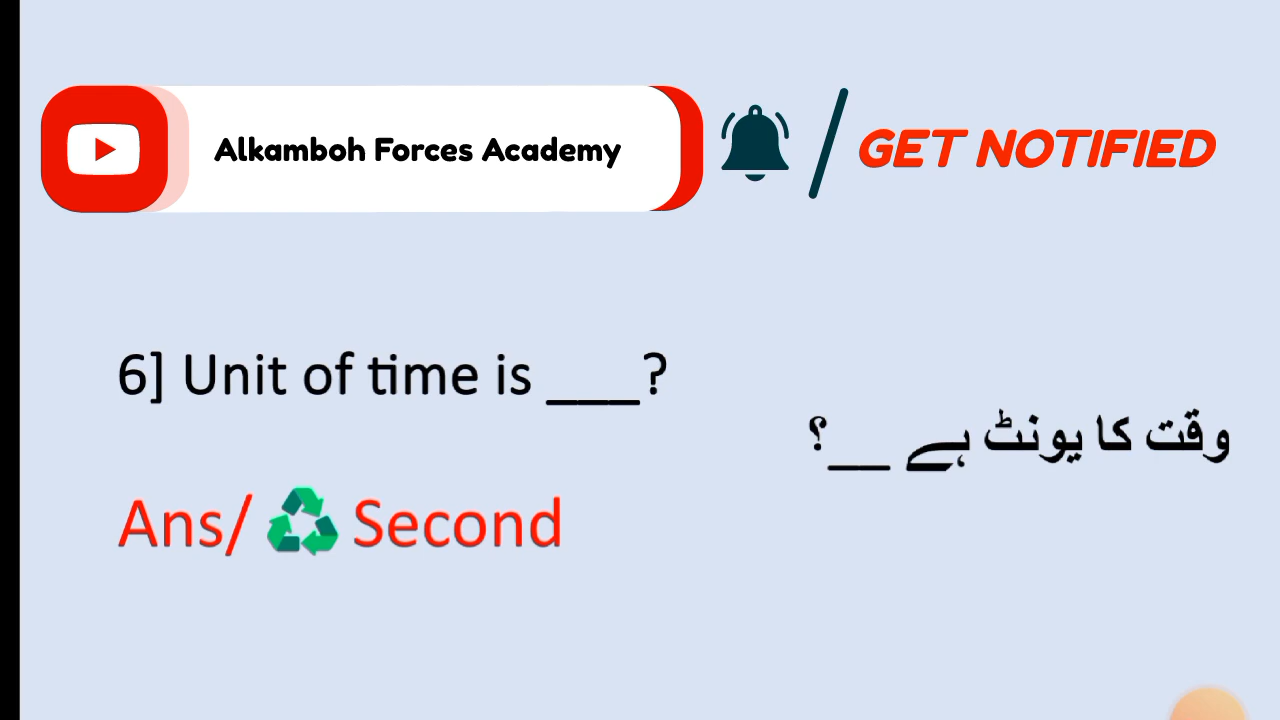 Alkamboh Forces Academy
GET NOTIFIED
6] Unit of time is ___?
وقت کا یونٹ ہے __؟
Ans/ Second